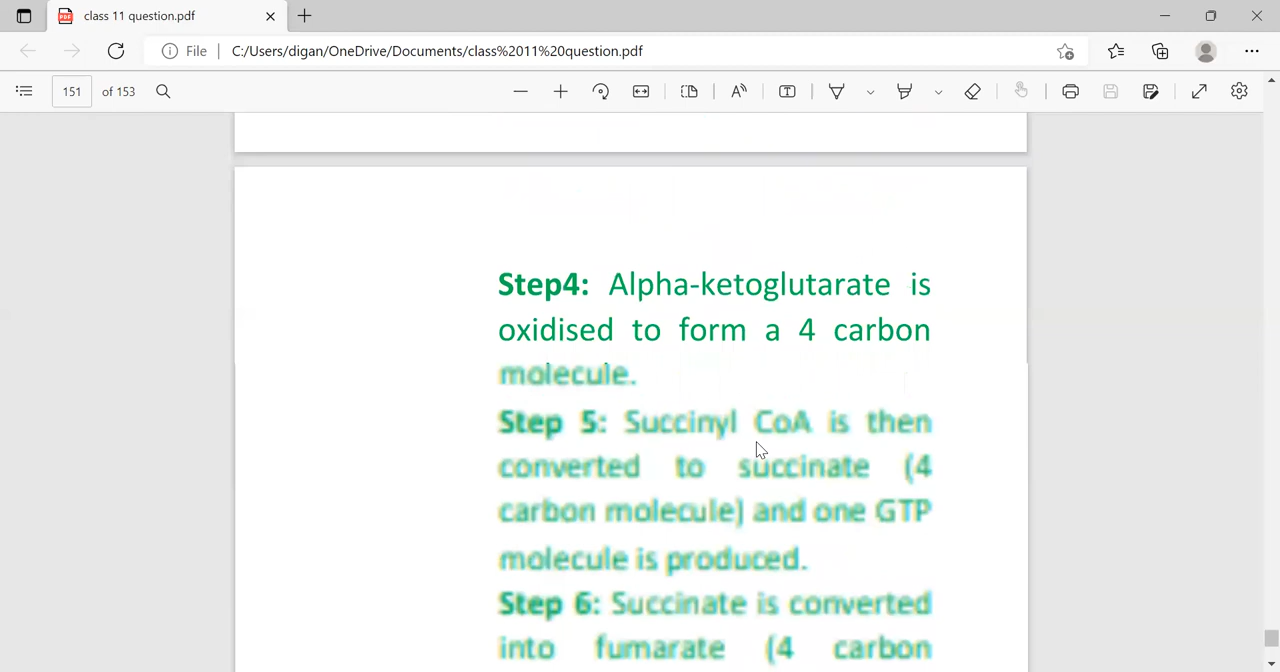 class 11 question.pdf
File
C:/Users/digan/OneDrive/Documents/class%2011%20question.pdf
151 of 153
Step4: Alpha-ketoglutarate is
oxidised to form a 4 carbon
molecule.
Step 5: Succinyl CoA is then
converted to succinate (4
carbon molecule) and one GTP
molecule is produced.
Step 6: Succinate is converted
into fumarate (4 carbon